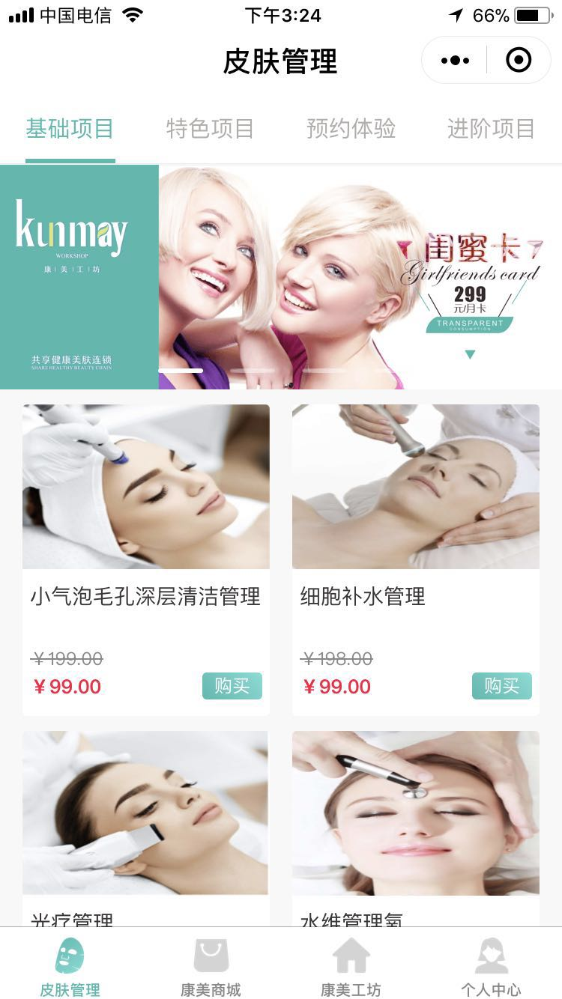 中国电信
下午3:24
66%
皮肤管理
基础项目
特色项目
预约体验
进阶项目
kunmay
WORKSHOP
康 | 美 | 工 | 坊
共享健康美肤连锁
SHARE HEALTHY BEAUTY CHAIN
闺蜜卡
Girlfriends card
299
元/月卡
TRANSPARENT
CONSUMPTION
小气泡毛孔深层清洁管理
细胞补水管理
￥199.00
￥99.00
购买
￥198.00
￥99.00
购买
光疗管理
水维管理氧
皮肤管理
康美商城
康美工坊
个人中心